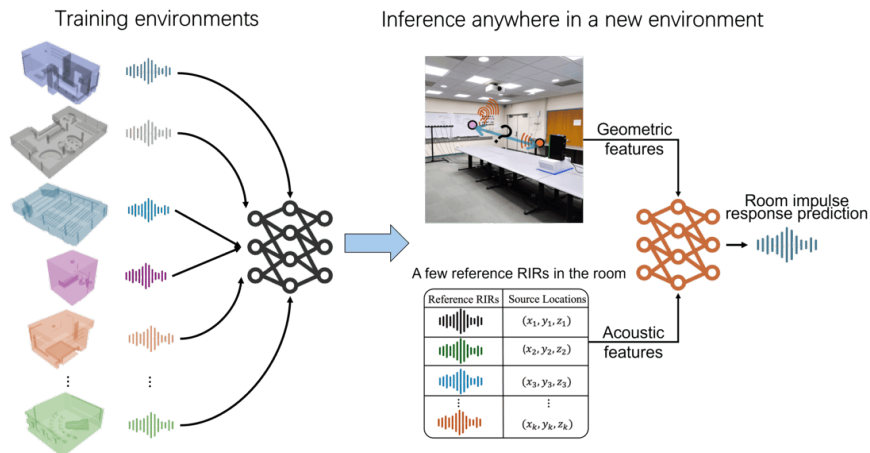 Training environments
Inference anywhere in a new environment
?
Geometric
features
Room impulse
response prediction
A few reference RIRs in the room
Reference RIRs Source Locations
(x₁, y₁, z₁)
(x₂, y₂, z₂)
(x₃, y₃, z₃)
⋮ ⋮
(xₖ, yₖ, zₖ)
Acoustic
features
⋮ ⋮